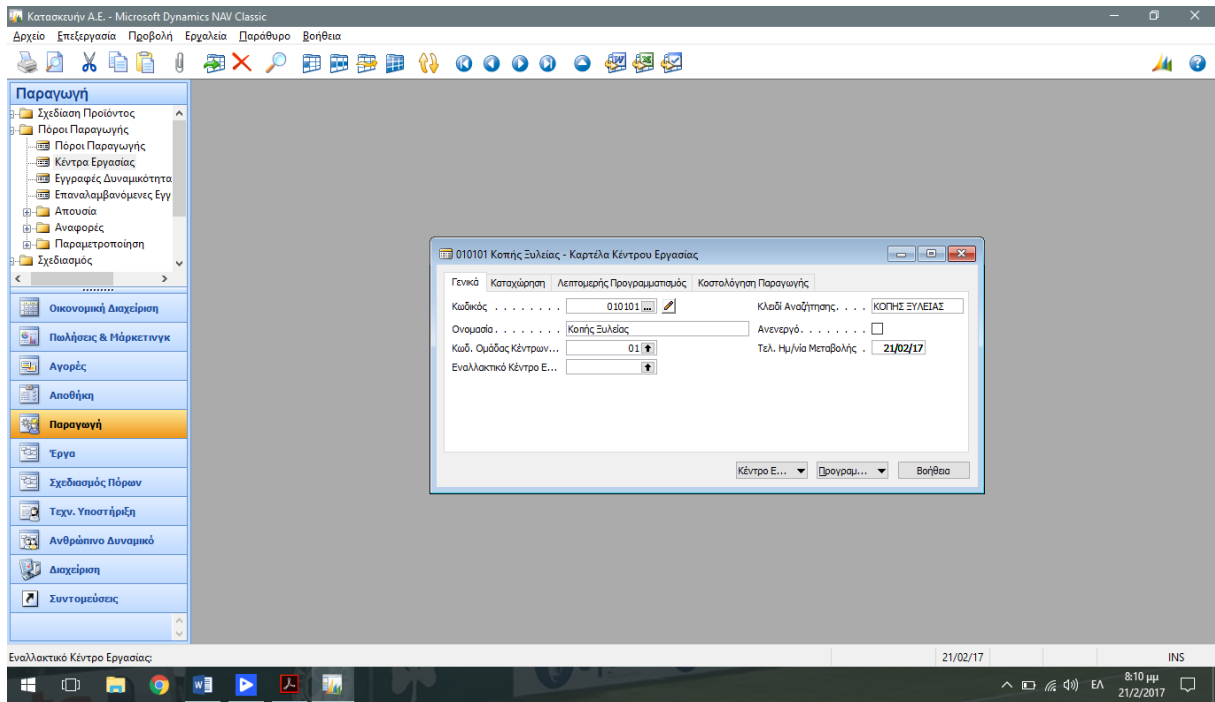 Κατασκευήν Α.Ε. - Microsoft Dynamics NAV Classic
Αρχείο Επεξεργασία Προβολή Εργαλεία Παράθυρο Βοήθεια
Παραγωγή
Σχεδίαση Προϊόντος
Πόροι Παραγωγής
Πόροι Παραγωγής
Κέντρα Εργασίας
Εγγραφές Δυναμικότητα
Επαναλαμβανόμενες Εγγ
Απουσία
Αναφορές
Παραμετροποίηση
Σχεδιασμός
Οικονομική Διαχείριση
Πωλήσεις & Μάρκετινγκ
Αγορές
Αποθήκη
Παραγωγή
Έργα
Σχεδιασμός Πόρων
Τεχν. Υποστήριξη
Ανθρώπινο Δυναμικό
Διαχείριση
Συντομεύσεις
010101 Κοπής Ξυλείας - Καρτέλα Κέντρου Εργασίας
Γενικά Καταχώρηση Λεπτομερής Προγραμματισμός Κοστολόγηση Παραγωγής
Κωδικός . . . . . . . . 010101 ... Κλειδί Αναζήτησης. . . . ΚΟΠΗΣ ΞΥΛΕΙΑΣ
Ονομασία . . . . . . . . Κοπής Ξυλείας Ανενεργό. . . . . . . .
Κωδ. Ομάδας Κέντρων... 01 Τελ. Ημ/νία Μεταβολής . 21/02/17
Εναλλακτικό Κέντρο Ε...
Κέντρο Ε... Προγραμ... Βοήθεια
Εναλλακτικό Κέντρο Εργασίας: 21/02/17 INS
ΕΛ 8:10 μμ
21/2/2017